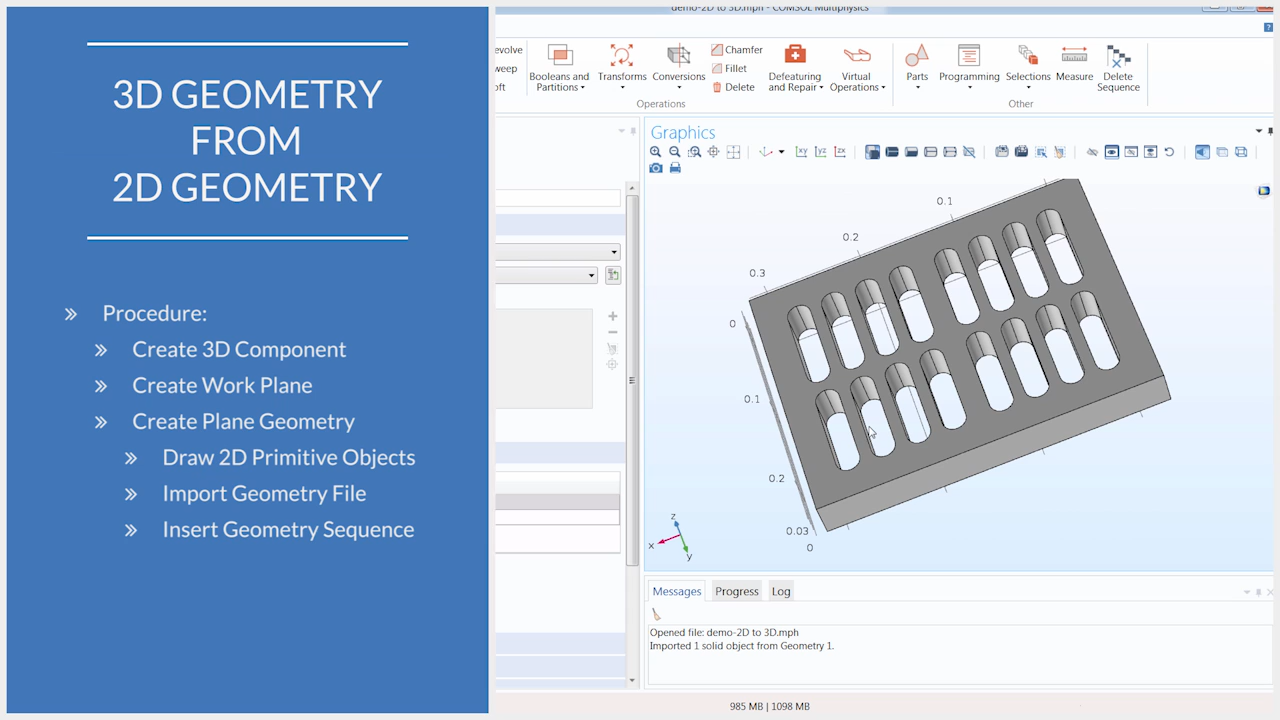 3D GEOMETRY
FROM
2D GEOMETRY
Procedure:
Create 3D Component
Create Work Plane
Create Plane Geometry
Draw 2D Primitive Objects
Import Geometry File
Insert Geometry Sequence
demo-2D to 3D.mph - COMSOL Multiphysics
evolve
weep
oft
Booleans and
Partitions
Transforms
Conversions
Chamfer
Fillet
Delete
Defeaturing
and Repair
Virtual
Operations
Operations
Parts
Programming
Selections
Measure
Delete
Sequence
Other
Graphics
xy
yz
zx
0.1
0.2
0.3
0
0.1
0.2
0.03
0
z
x
y
Messages
Progress
Log
Opened file: demo-2D to 3D.mph
Imported 1 solid object from Geometry 1.
985 MB | 1098 MB